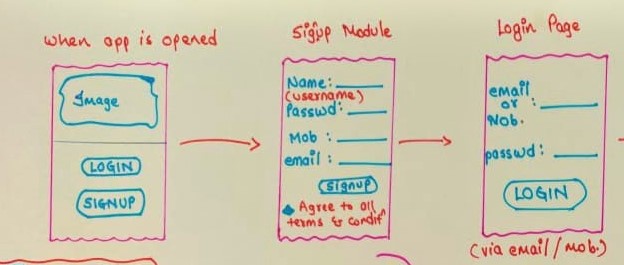 when app is opened
Image
LOGIN
SIGNUP
Signup Module
Name:
(username)
Passwd:
Mob :
email :
Signup
Agree to all
terms & condit^n
Login Page
email
or :
Mob.
passwd:
LOGIN
(via email/Mob.)